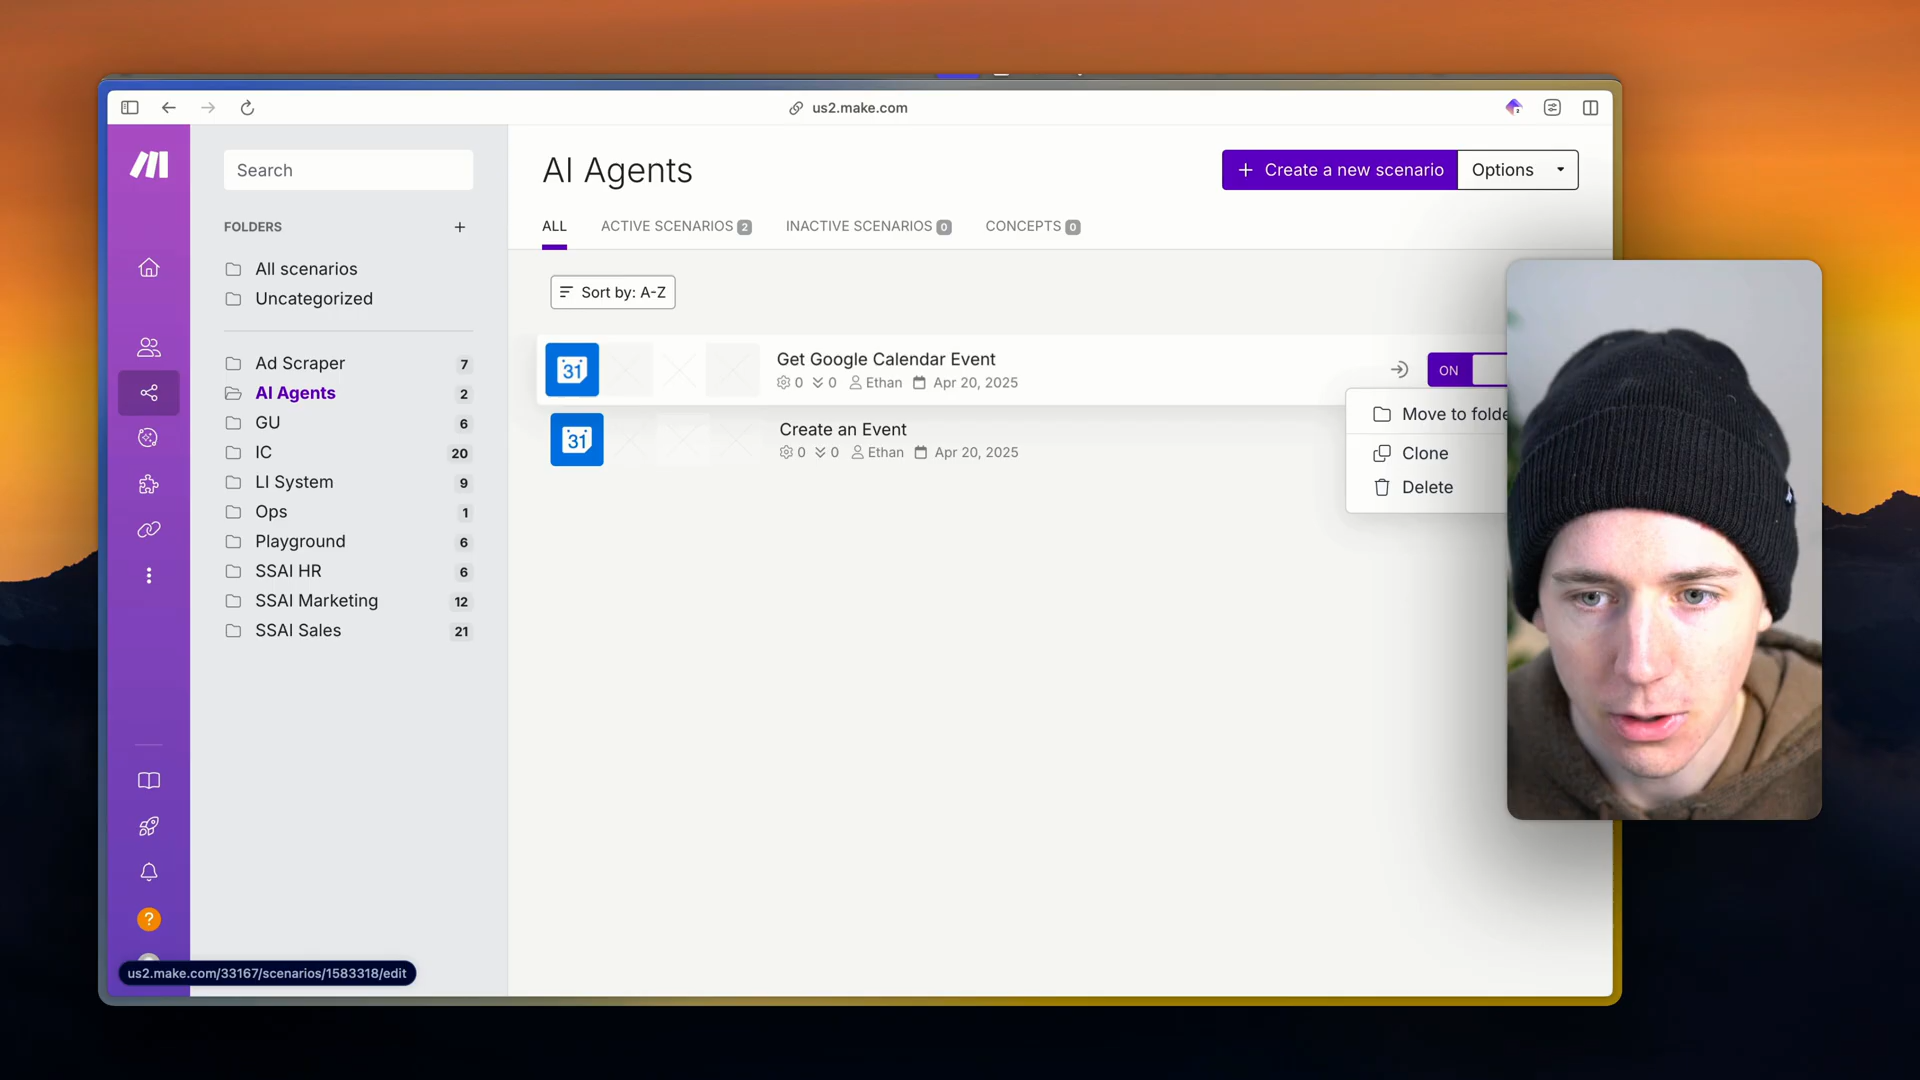 us2.make.com
Search
FOLDERS
All scenarios
Uncategorized
Ad Scraper 7
AI Agents 2
GU 6
IC 20
LI System 9
Ops 1
Playground 6
SSAI HR 6
SSAI Marketing 12
SSAI Sales 21
?
us2.make.com/33167/scenarios/1583318/edit
AI Agents
+ Create a new scenario
Options
ALL
ACTIVE SCENARIOS 2
INACTIVE SCENARIOS 0
CONCEPTS 0
Sort by: A-Z
31
Get Google Calendar Event
0 0 Ethan Apr 20, 2025
ON
31
Create an Event
0 0 Ethan Apr 20, 2025
Move to folde
Clone
Delete